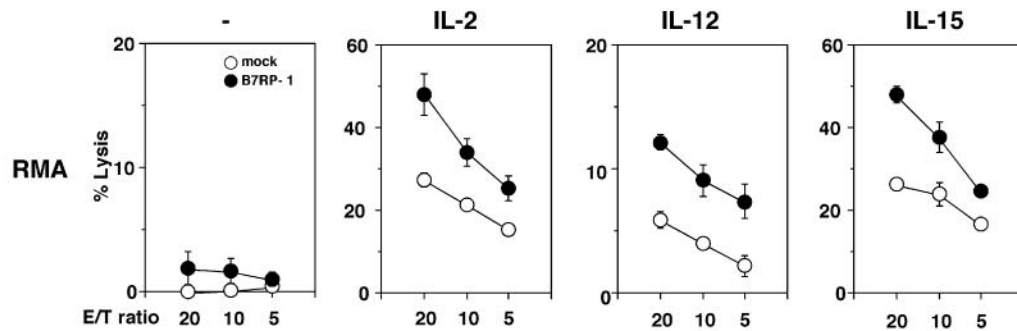 - IL-2 IL-12 IL-15
20 60 20 60
mock
B7RP-1
40 40
RMA % Lysis 10 10
20 20
0 0 0 0
E/T ratio 20 10 5 20 10 5 20 10 5 20 10 5